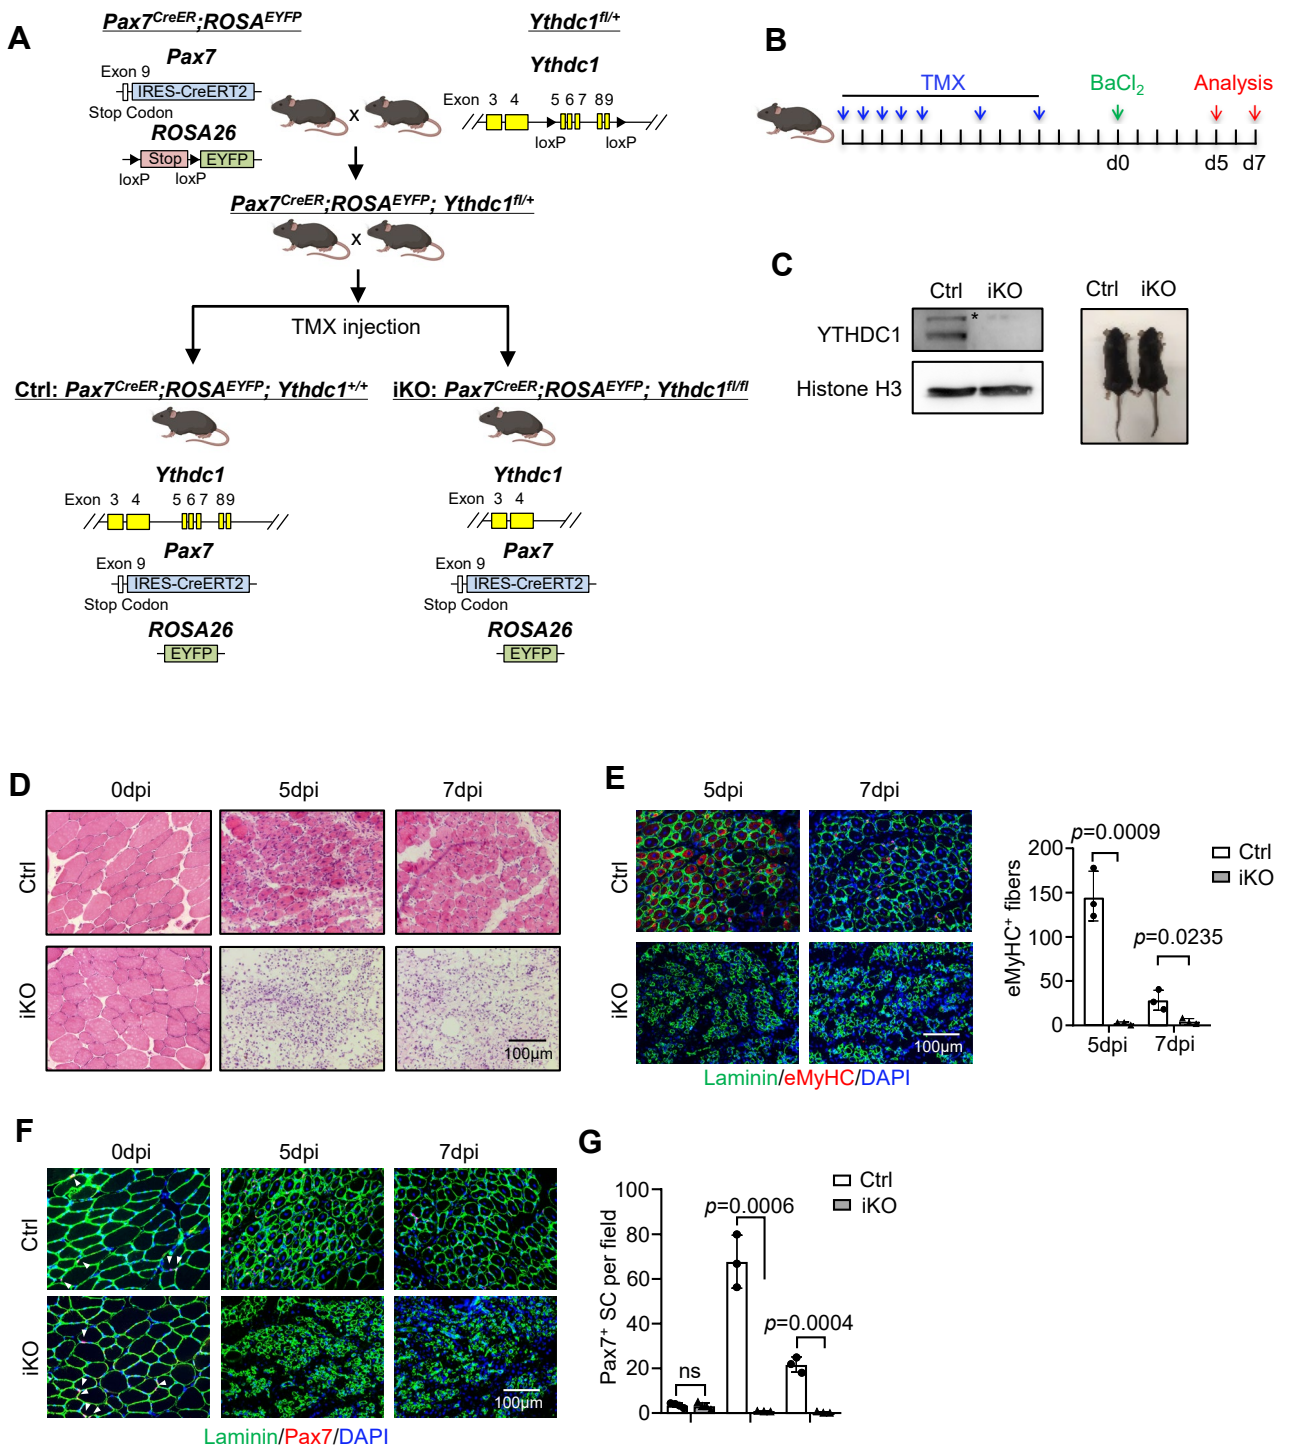 A
Pax7CreER;ROSAEYFP
Ythdc1fl/+
Pax7
Exon 9
IRES-CreERT2
Stop Codon
ROSA26
Stop
EYFP
loxP
loxP
x
Ythdc1
Exon 3 4 5 6 7 8 9
loxP
loxP
Pax7CreER;ROSAEYFP; Ythdc1fl/+
x
TMX injection
Ctrl: Pax7CreER;ROSAEYFP; Ythdc1+/+
iKO: Pax7CreER;ROSAEYFP; Ythdc1fl/fl
Ythdc1
Exon 3 4 5 6 7 8 9
Pax7
Exon 9
IRES-CreERT2
Stop Codon
ROSA26
EYFP
Ythdc1
Exon 3 4
Pax7
Exon 9
IRES-CreERT2
Stop Codon
ROSA26
EYFP
B
TMX
BaCl2
Analysis
d0
d5
d7
C
Ctrl iKO
YTHDC1
*
Histone H3
Ctrl iKO
D
0dpi
5dpi
7dpi
Ctrl
iKO
100μm
E
5dpi
7dpi
Ctrl
iKO
100μm
Laminin/eMyHC/DAPI
p=0.0009
p=0.0235
Ctrl
iKO
eMyHC+ fibers
200
150
100
50
0
5dpi
7dpi
F
0dpi
5dpi
7dpi
Ctrl
iKO
100μm
Laminin/Pax7/DAPI
G
Ctrl
iKO
Pax7+ SC per field
100
80
60
40
20
0
ns
p=0.0006
p=0.0004